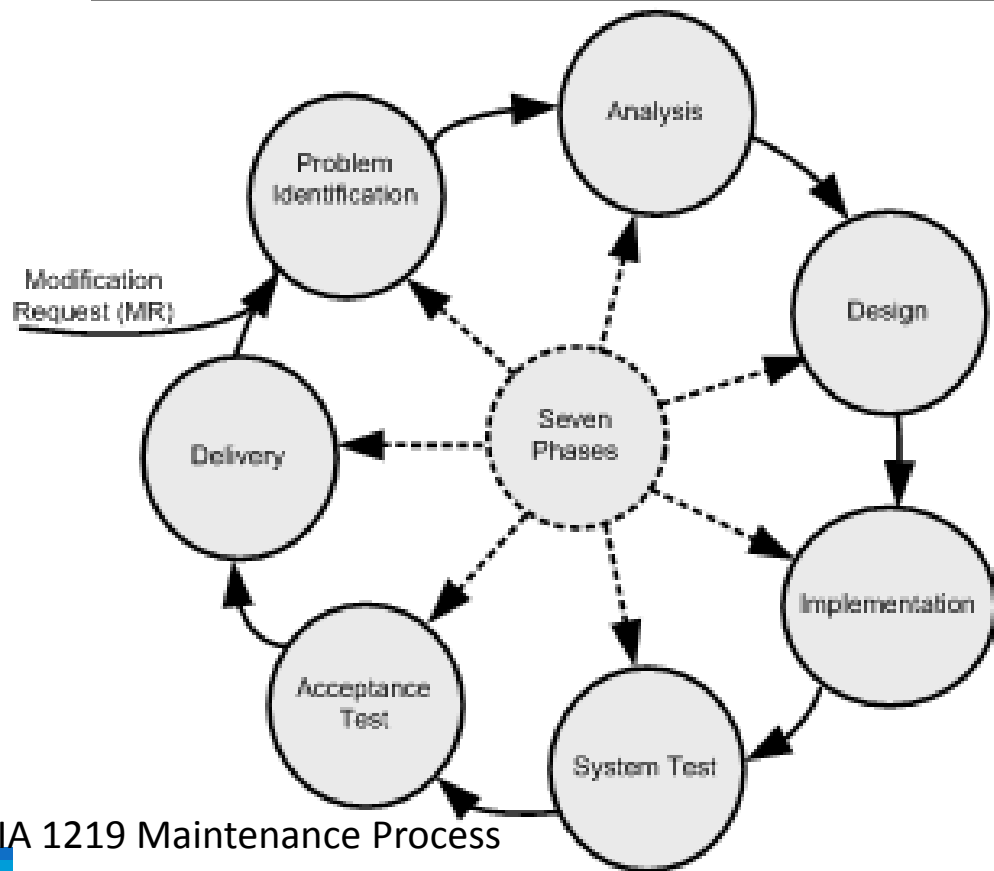 Analysis
Problem
Identification
Modification
Request (MR)
Design
Seven
Phases
Delivery
Implementation
Acceptance
Test
System Test
IA 1219 Maintenance Process